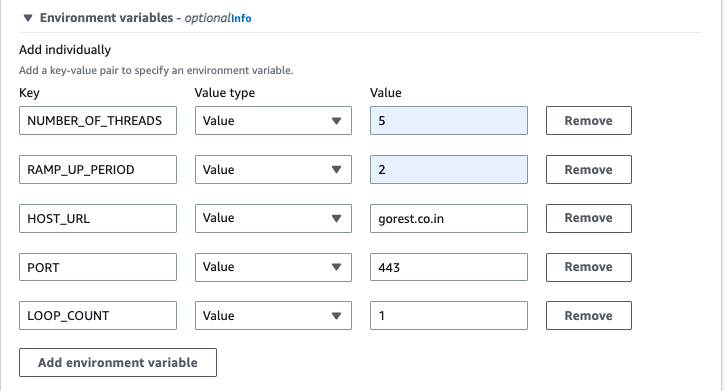 Environment variables - optional Info
Add individually
Add a key-value pair to specify an environment variable.
Key Value type Value
NUMBER_OF_THREADS Value 5 Remove
RAMP_UP_PERIOD Value 2 Remove
HOST_URL Value gorest.co.in Remove
PORT Value 443 Remove
LOOP_COUNT Value 1 Remove
Add environment variable